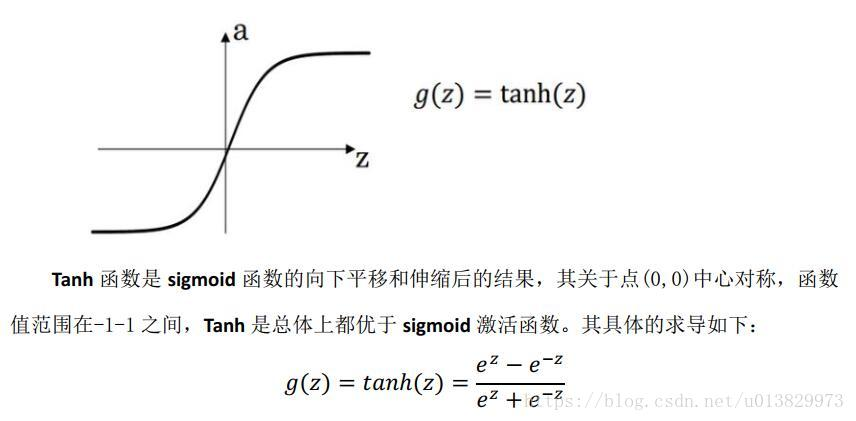 a
g(z) = tanh(z)
z
Tanh 函数是 sigmoid 函数的向下平移和伸缩后的结果，其关于点(0,0)中心对称，函数
值范围在-1-1 之间，Tanh 是总体上都优于 sigmoid 激活函数。其具体的求导如下：
g(z) = tanh(z) = \frac{e^z − e^{−z}}{e^z + e^{−z}}
https://blog.csdn.net/u013829973